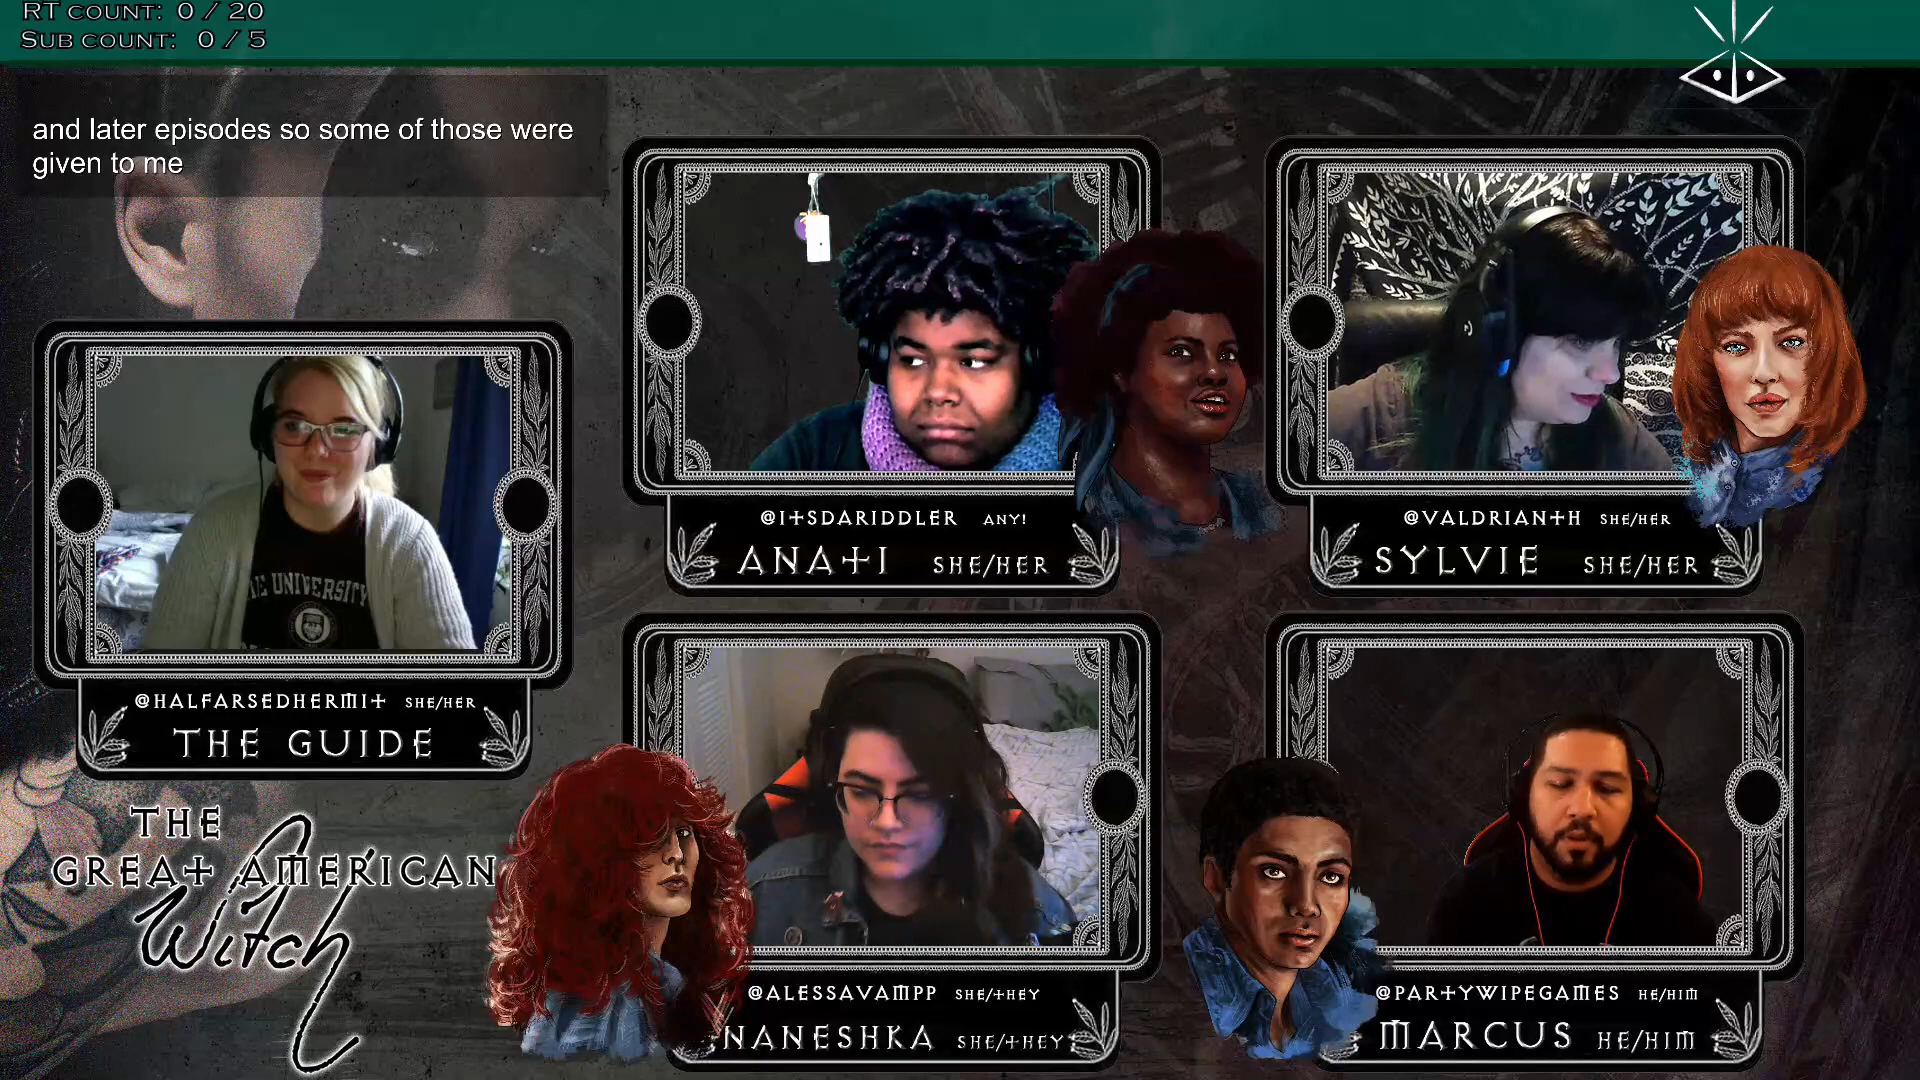 RT COUNT: 0 / 20
SUB COUNT: 0 / 5
and later episodes so some of those were
given to me
@ITSDARIDDLER ANY!
ANATI SHE/HER
@VALDRIANTH SHE/HER
SYLVIE SHE/HER
UNIVERSITY
@HALFARSEDHERMIT SHE/HER
THE GUIDE
THE
GREAT AMERICAN
Witch
@ALESSAVAMPP SHE/THEY
NANESHKA SHE/THEY
@PARTYWIPEGAMES HE/HIM
MARCUS HE/HIM